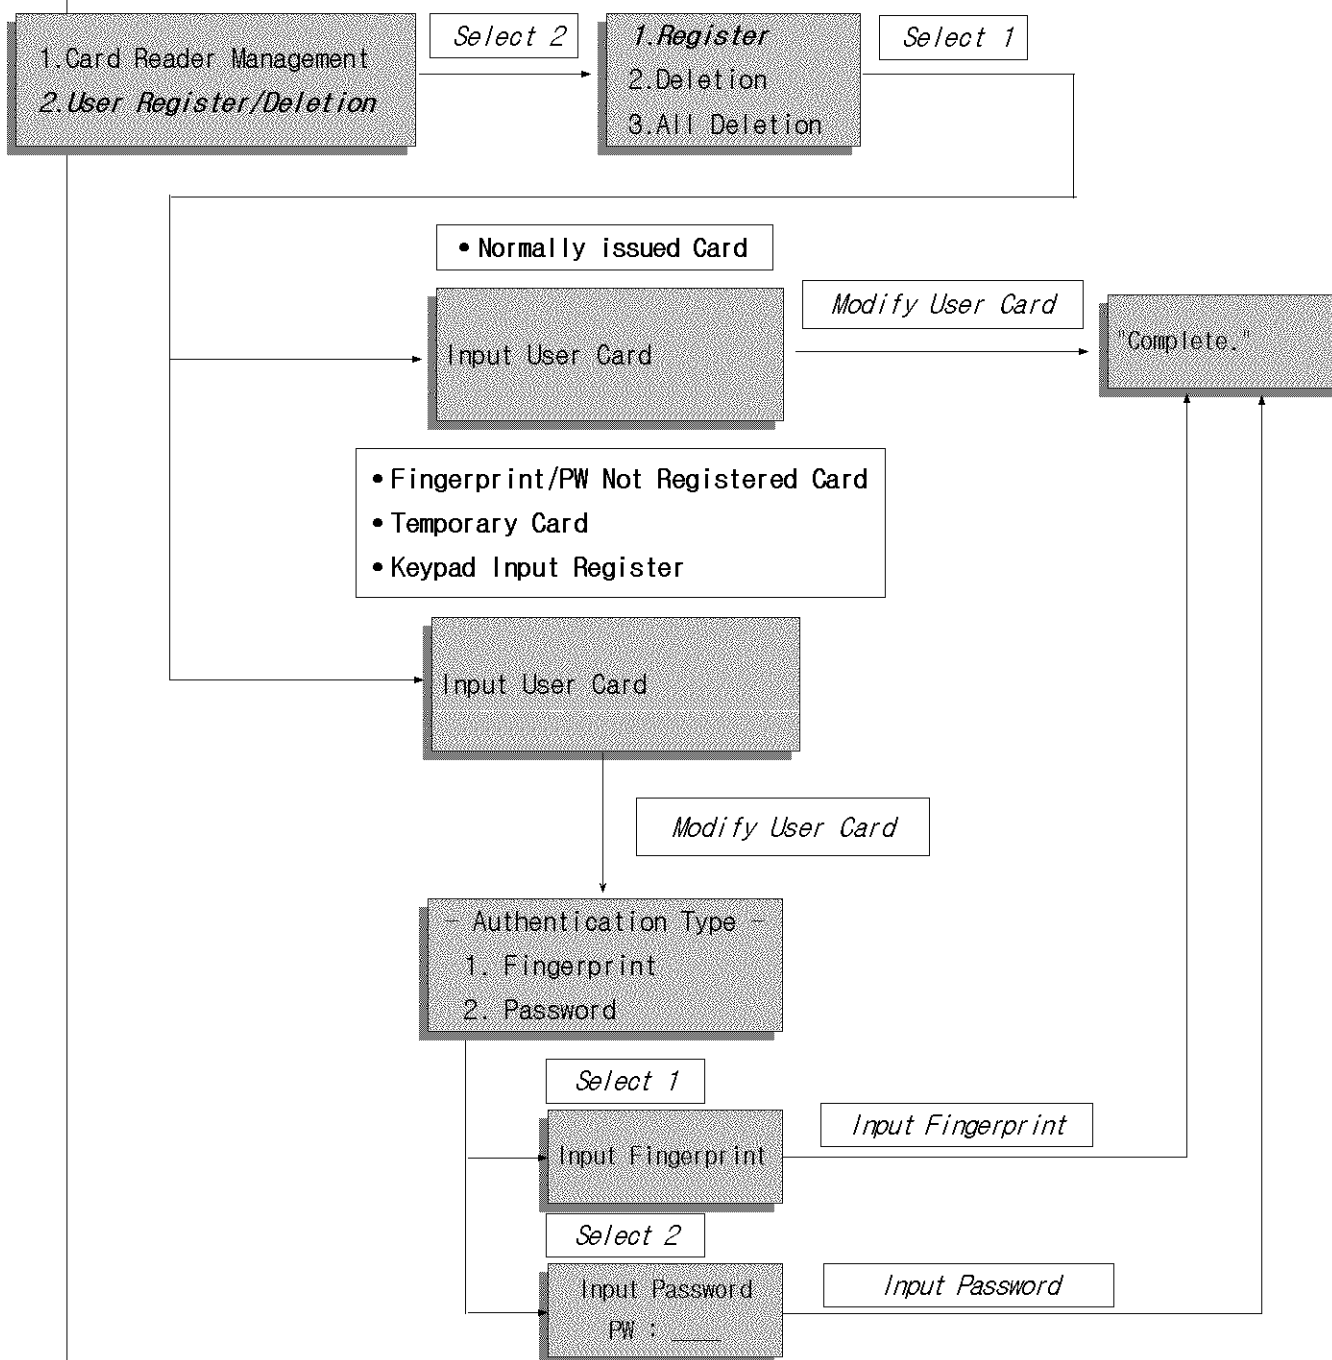 1.Card Reader Management
2.User Register/Deletion
Select 2
1.Register
2.Deletion
3.All Deletion
Select 1
• Normally issued Card
Input User Card
Modify User Card
"Complete."
• Fingerprint/PW Not Registered Card
• Temporary Card
• Keypad Input Register
Input User Card
Modify User Card
- Authentication Type -
1. Fingerprint
2. Password
Select 1
Input Fingerprint
Input Fingerprint
Select 2
Input Password
PW : ____
Input Password